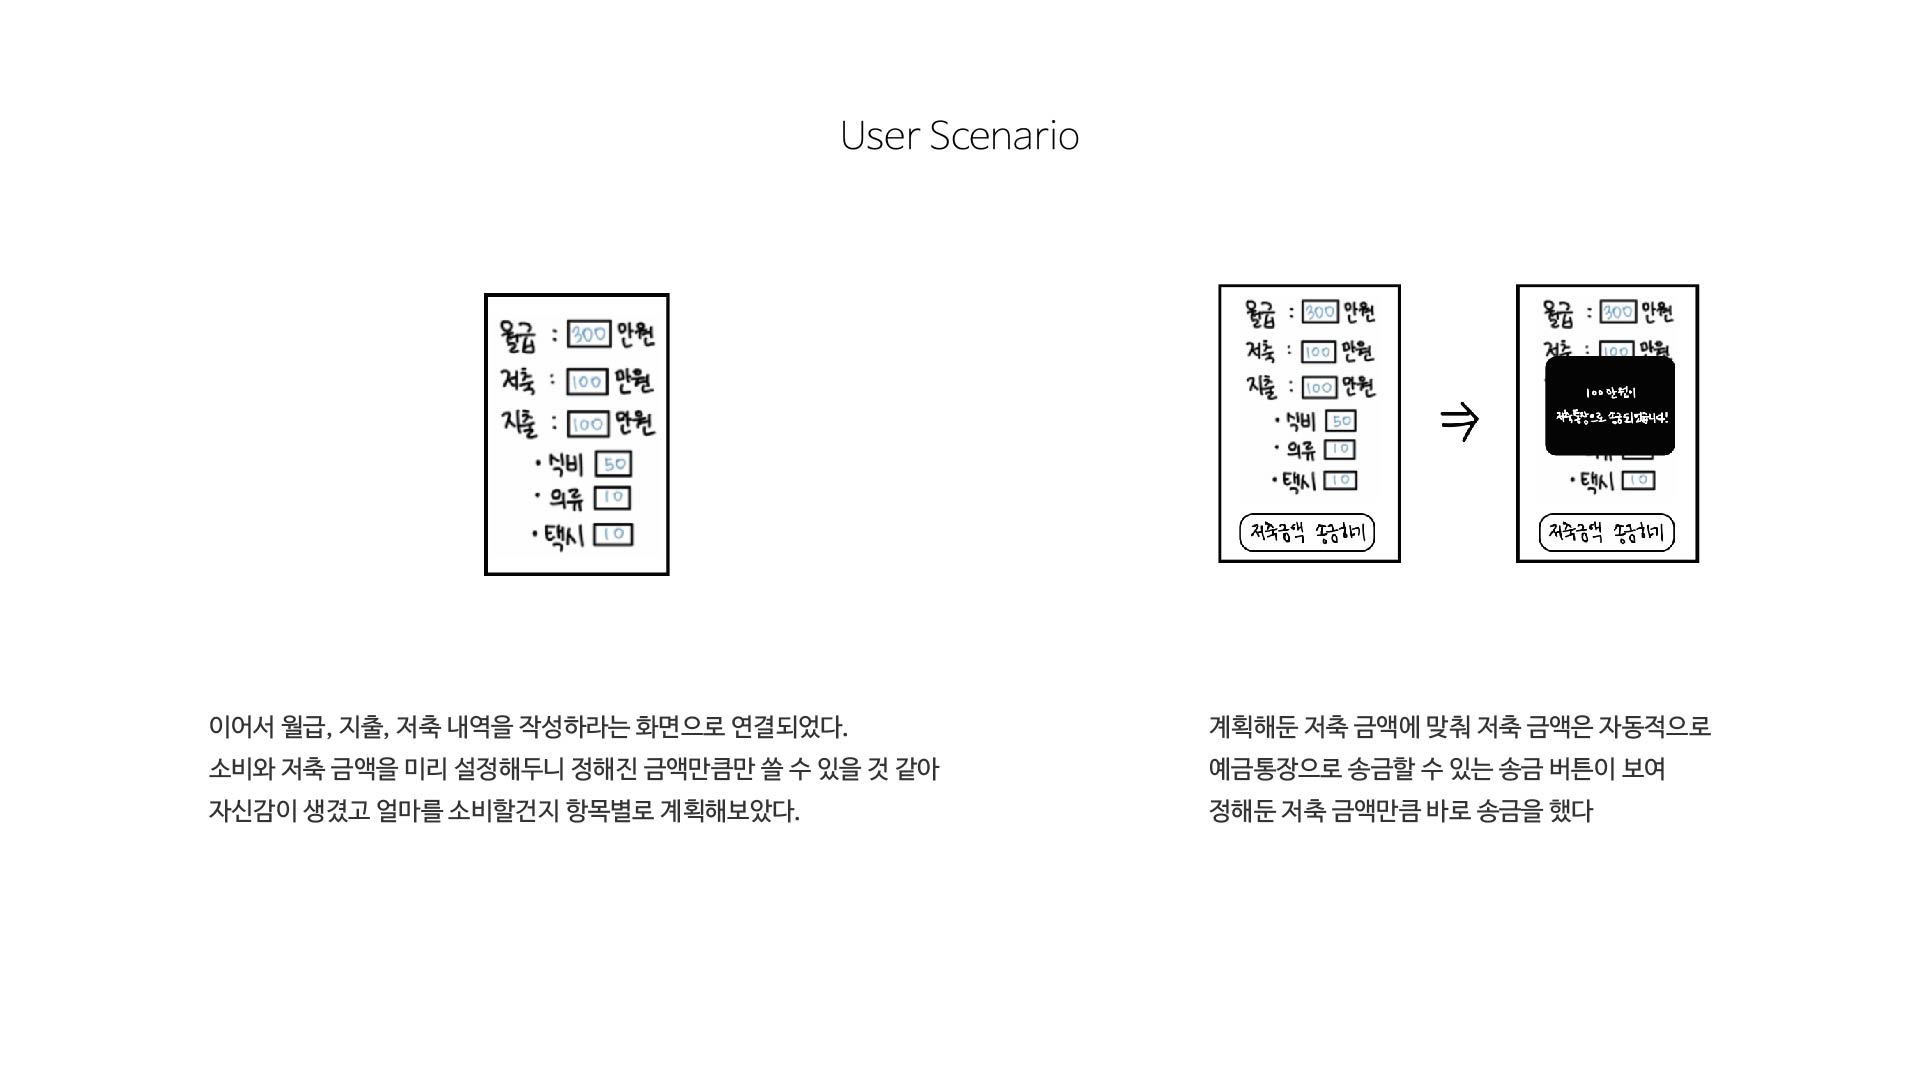 User Scenario
월급 : 300 만원
저축 : 100 만원
지출 : 100 만원
· 식비 50
· 의류 10
· 택시 10
월급 : 300 만원
저축 : 100 만원
지출 : 100 만원
· 식비 50
· 의류 10
· 택시 10
저축금액 송금하기
⇒
월급 : 300 만원
저축 : 100 만원
100만원이
저축통장으로 송금되었습니다!
· 택시 10
저축금액 송금하기
이어서 월급, 지출, 저축 내역을 작성하라는 화면으로 연결되었다.
소비와 저축 금액을 미리 설정해두니 정해진 금액만큼만 쓸 수 있을 것 같아
자신감이 생겼고 얼마를 소비할건지 항목별로 계획해보았다.
계획해둔 저축 금액에 맞춰 저축 금액은 자동적으로
예금통장으로 송금할 수 있는 송금 버튼이 보여
정해둔 저축 금액만큼 바로 송금을 했다